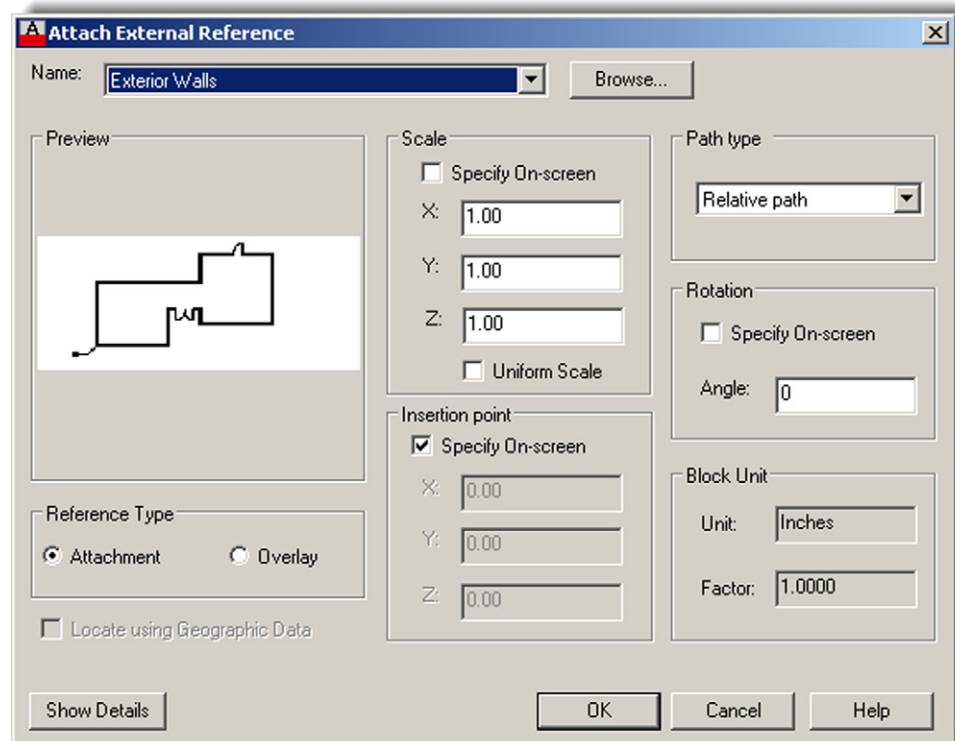 Attach External Reference
Name: Exterior Walls Browse...
Preview
Scale
Specify On-screen
X: 1.00
Y: 1.00
Z: 1.00
Uniform Scale
Path type
Relative path
Rotation
Specify On-screen
Angle: 0
Insertion point
Specify On-screen
X: 0.00
Y: 0.00
Z: 0.00
Block Unit
Unit: Inches
Factor: 1.0000
Reference Type
Attachment Overlay
Locate using Geographic Data
Show Details OK Cancel Help